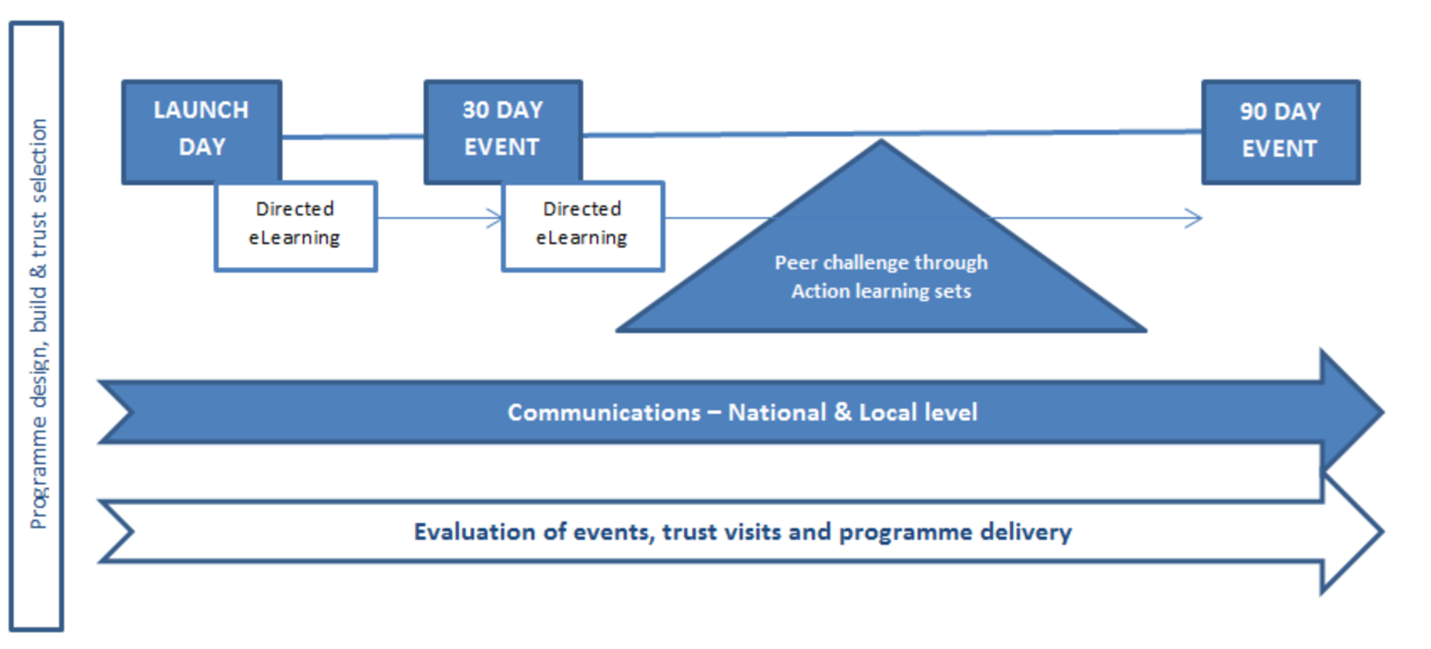 Programme design, build & trust selection
LAUNCH
DAY
30 DAY
EVENT
90 DAY
EVENT
Directed
eLearning
Directed
eLearning
Peer challenge through
Action learning sets
Communications – National & Local level
Evaluation of events, trust visits and programme delivery